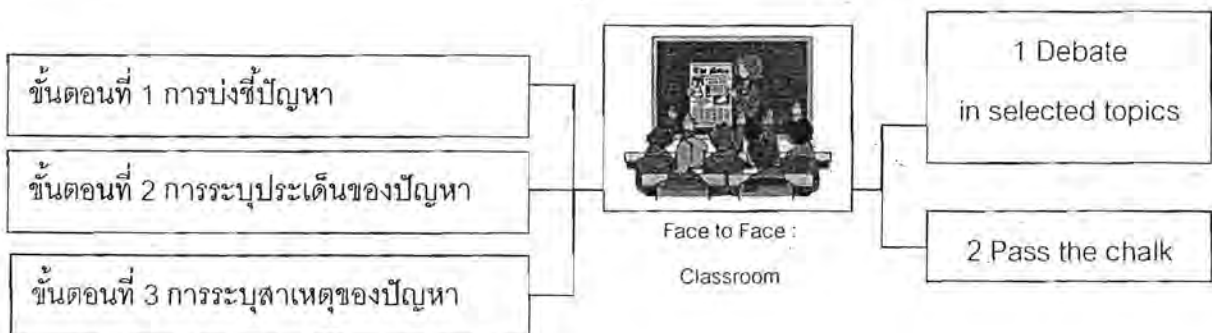 ขั้นตอนที่ 1 การบ่งชี้ปัญหา
ขั้นตอนที่ 2 การระบุประเด็นของปัญหา
ขั้นตอนที่ 3 การระบุสาเหตุของปัญหา
Face to Face :
Classroom
1 Debate
in selected topics
2 Pass the chalk